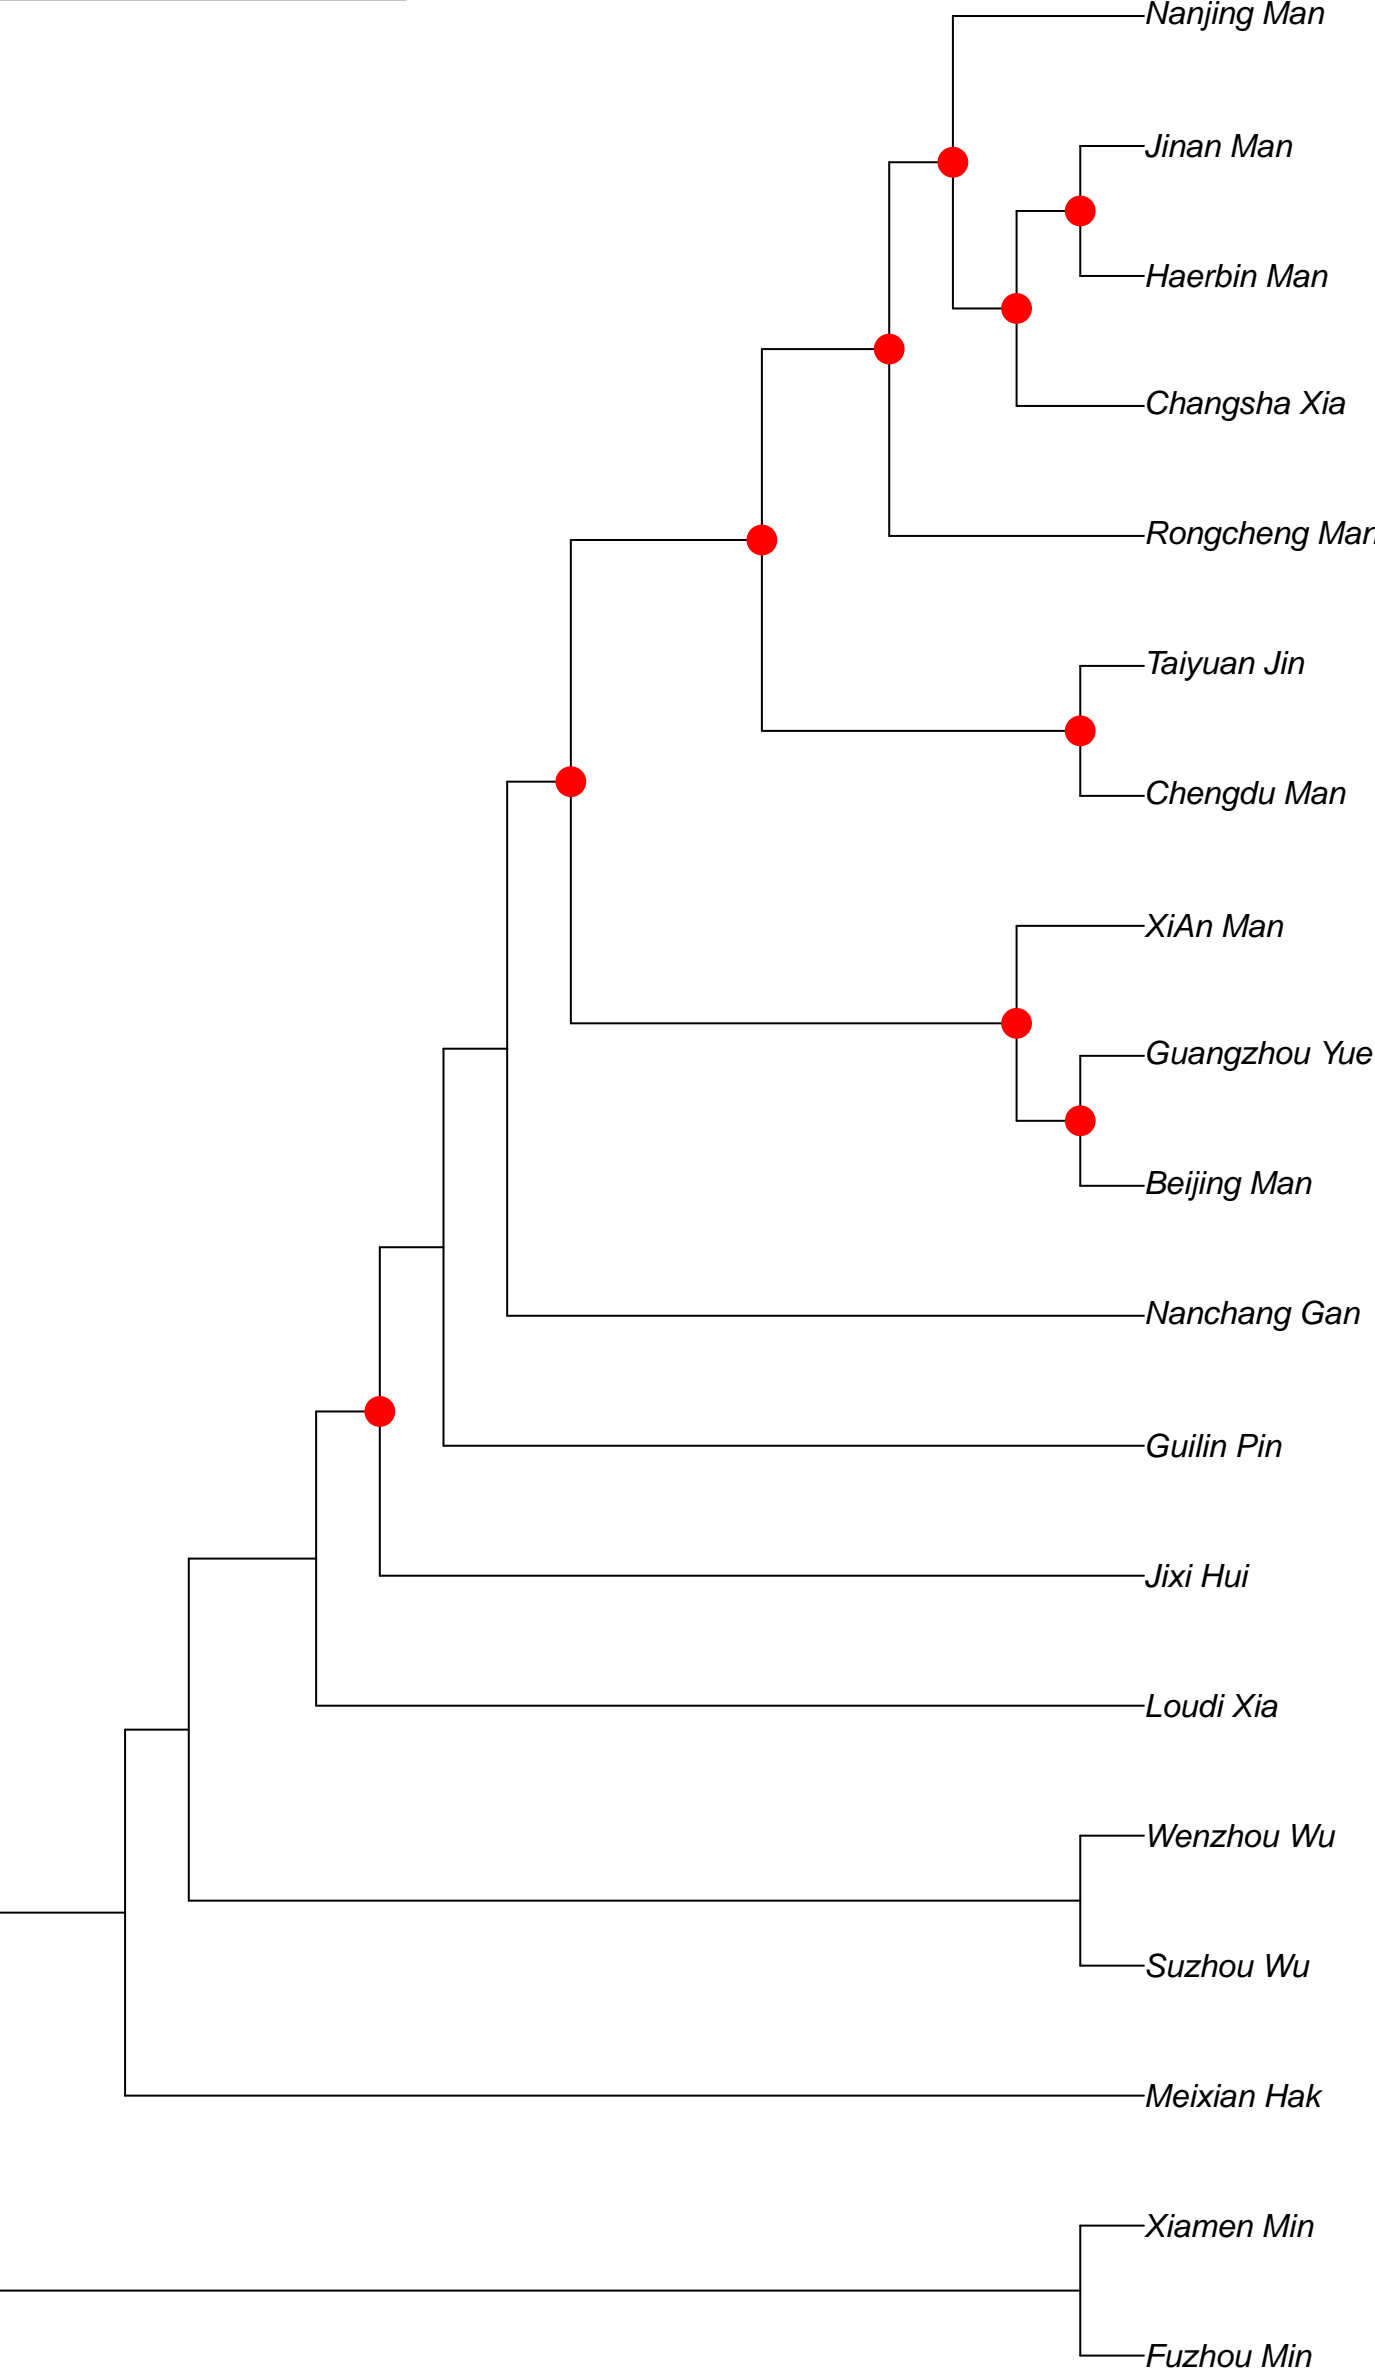 Nanjing Man
Jinan Man
Haerbin Man
Changsha Xia
Rongcheng Man
Taiyuan Jin
Chengdu Man
XiAn Man
Guangzhou Yue
Beijing Man
Nanchang Gan
Guilin Pin
Jixi Hui
Loudi Xia
Wenzhou Wu
Suzhou Wu
Meixian Hak
Xiamen Min
Fuzhou Min